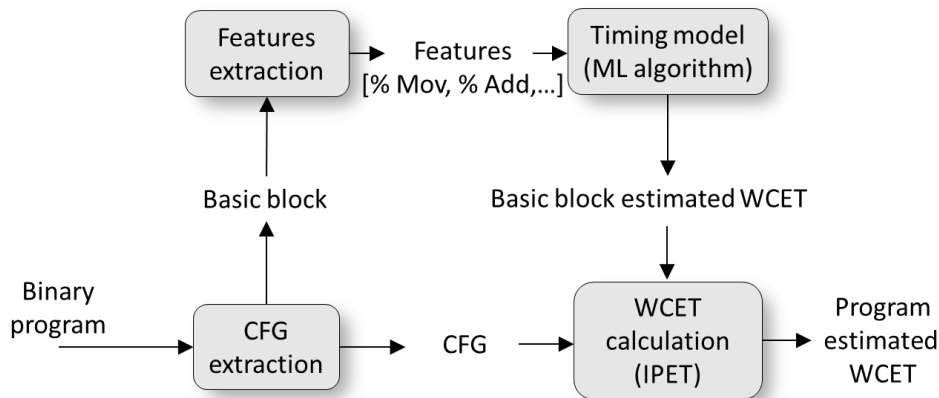 Features
extraction
Features
[% Mov, % Add,...]
Timing model
(ML algorithm)
Basic block
Basic block estimated WCET
Binary
program
CFG
extraction
CFG
WCET
calculation
(IPET)
Program
estimated
WCET